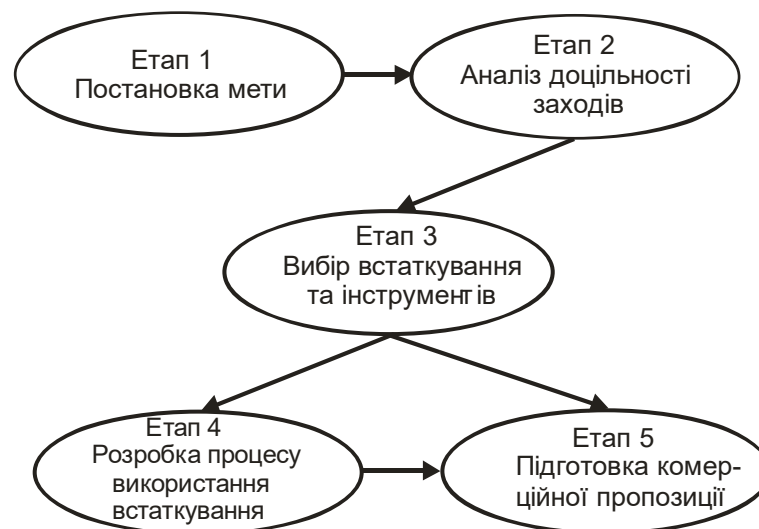 Етап 1
Постановка мети
Етап 2
Аналіз доцільності
заходів
Етап 3
Вибір встаткування
та інструментів
Етап 4
Розробка процесу
використання
встаткування
Етап 5
Підготовка комер-
ційної пропозиції